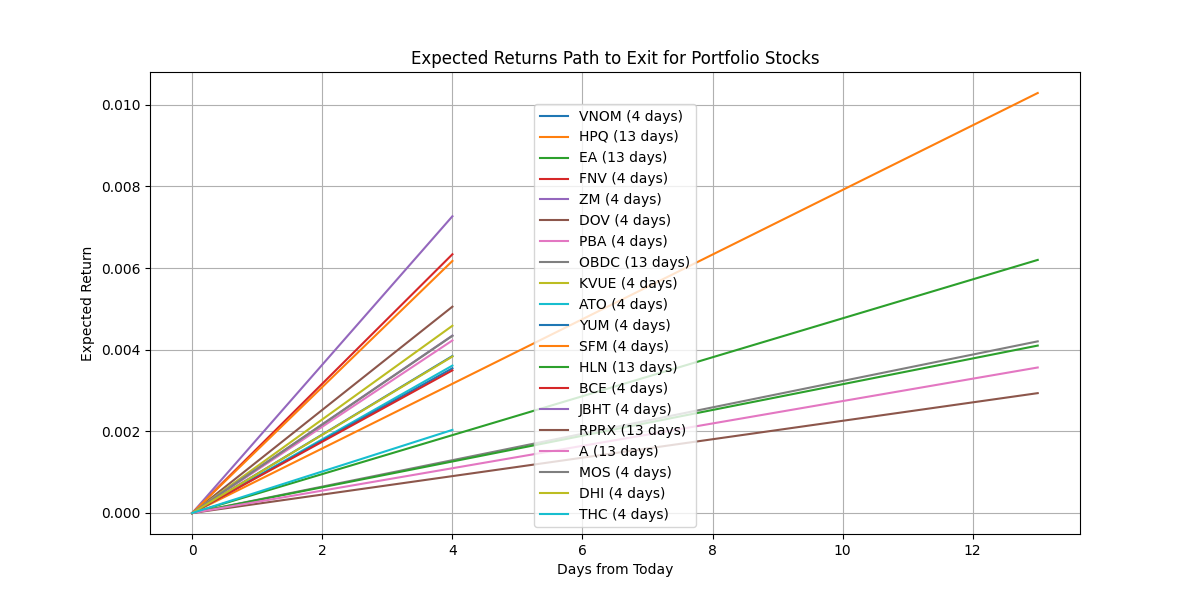 Expected Returns Path to Exit for Portfolio Stocks
Expected Return
0.010
0.008
0.006
0.004
0.002
0.000
VNOM (4 days)
HPQ (13 days)
EA (13 days)
FNV (4 days)
ZM (4 days)
DOV (4 days)
PBA (4 days)
OBDC (13 days)
KVUE (4 days)
ATO (4 days)
YUM (4 days)
SFM (4 days)
HLN (13 days)
BCE (4 days)
JBHT (4 days)
RPRX (13 days)
A (13 days)
MOS (4 days)
DHI (4 days)
THC (4 days)
0 2 4 6 8 10 12
Days from Today